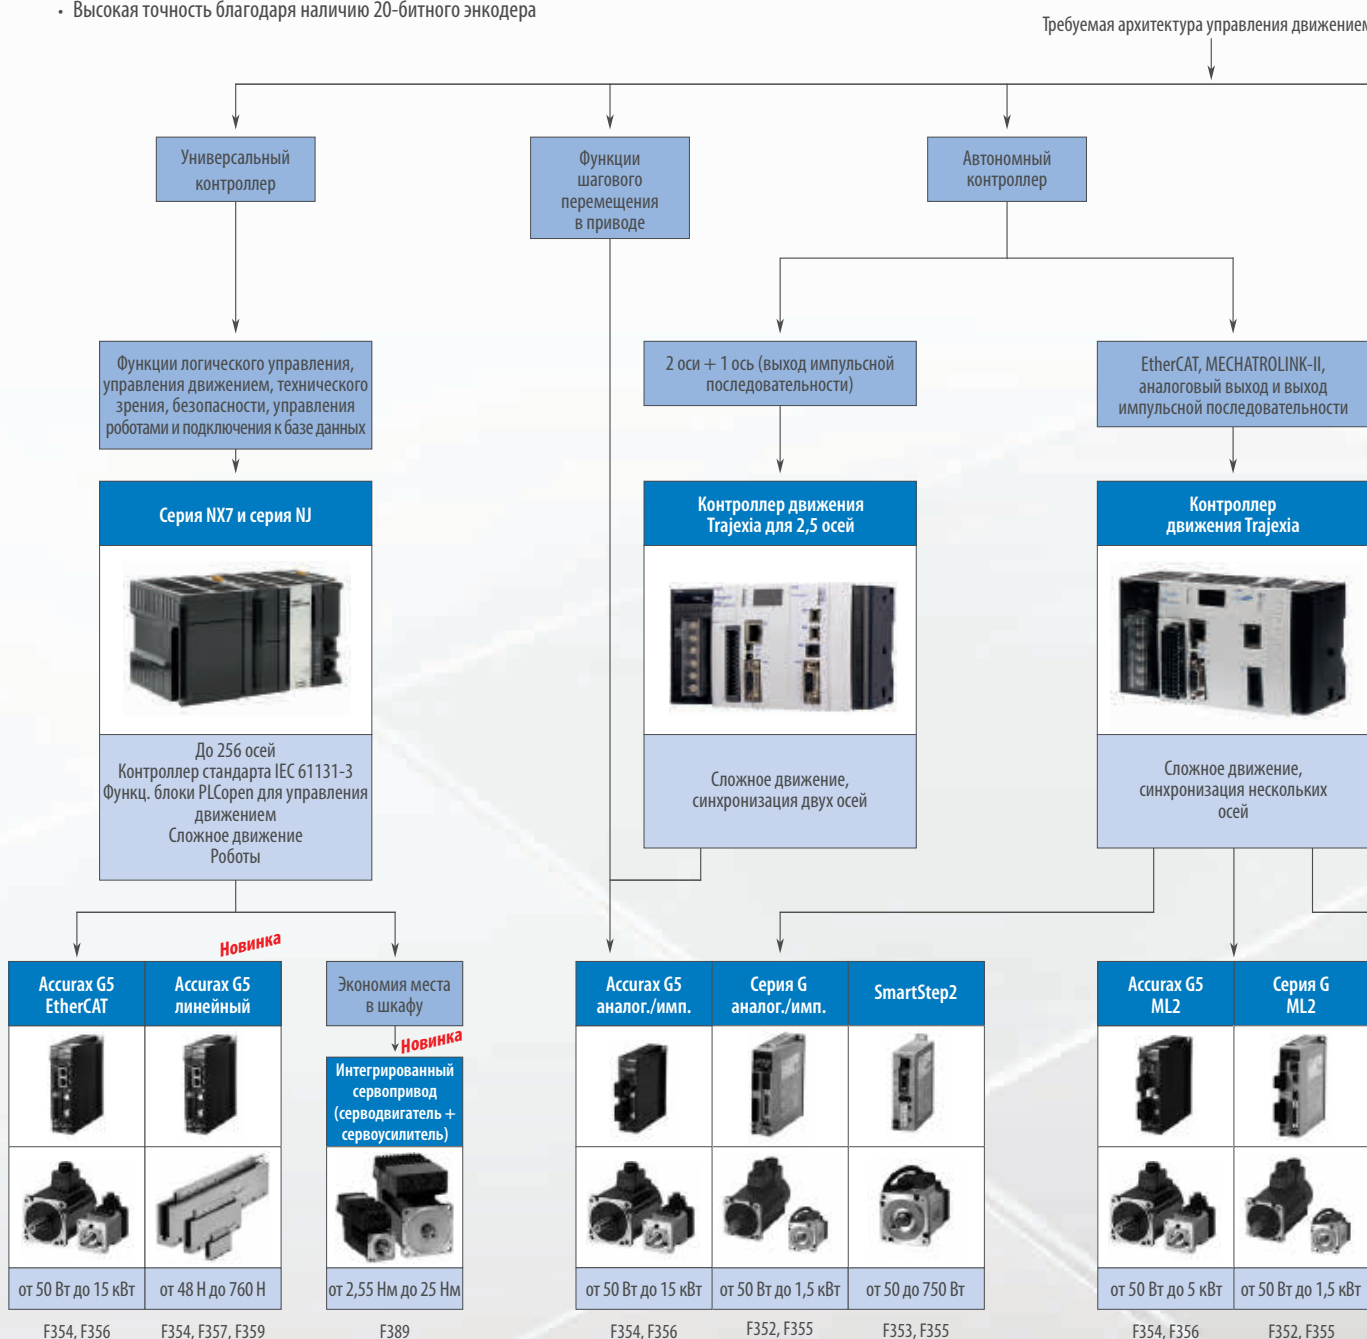 • Высокая точность благодаря наличию 20-битного энкодера
Требуемая архитектура управления движением
Универсальный
контроллер
Функции
шагового
перемещения
в приводе
Автономный
контроллер
Функции логического управления,
управления движением, технического
зрения, безопасности, управления
роботами и подключения к базе данных
2 оси + 1 ось (выход импульсной
последовательности)
EtherCAT, MECHATROLINK-II,
аналоговый выход и выход
импульсной последовательности
Серия NX7 и серия NJ
Контроллер движения
Trajexia для 2,5 осей
Контроллер
движения Trajexia
До 256 осей
Контроллер стандарта IEC 61131-3
Функц. блоки PLCopen для управления
движением
Сложное движение
Роботы
Сложное движение,
синхронизация двух осей
Сложное движение,
синхронизация нескольких
осей
Новинка
Accurax G5
EtherCAT
Accurax G5
линейный
Экономия места
в шкафу
Новинка
Интегрированный
сервопривод
(серводвигатель +
сервоусилитель)
Accurax G5
аналог./имп.
Серия G
аналог./имп.
SmartStep2
Accurax G5
ML2
Серия G
ML2
от 50 Вт до 15 кВт
от 48 Н до 760 Н
от 2,55 Нм до 25 Нм
от 50 Вт до 15 кВт
от 50 Вт до 1,5 кВт
от 50 до 750 Вт
от 50 Вт до 5 кВт
от 50 Вт до 1,5 кВт
F354, F356
F354, F357, F359
F389
F354, F356
F352, F355
F353, F355
F354, F356
F352, F355